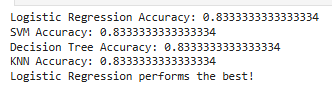 Logistic Regression Accuracy: 0.8333333333333334
SVM Accuracy: 0.8333333333333334
Decision Tree Accuracy: 0.8333333333333334
KNN Accuracy: 0.8333333333333334
Logistic Regression performs the best!